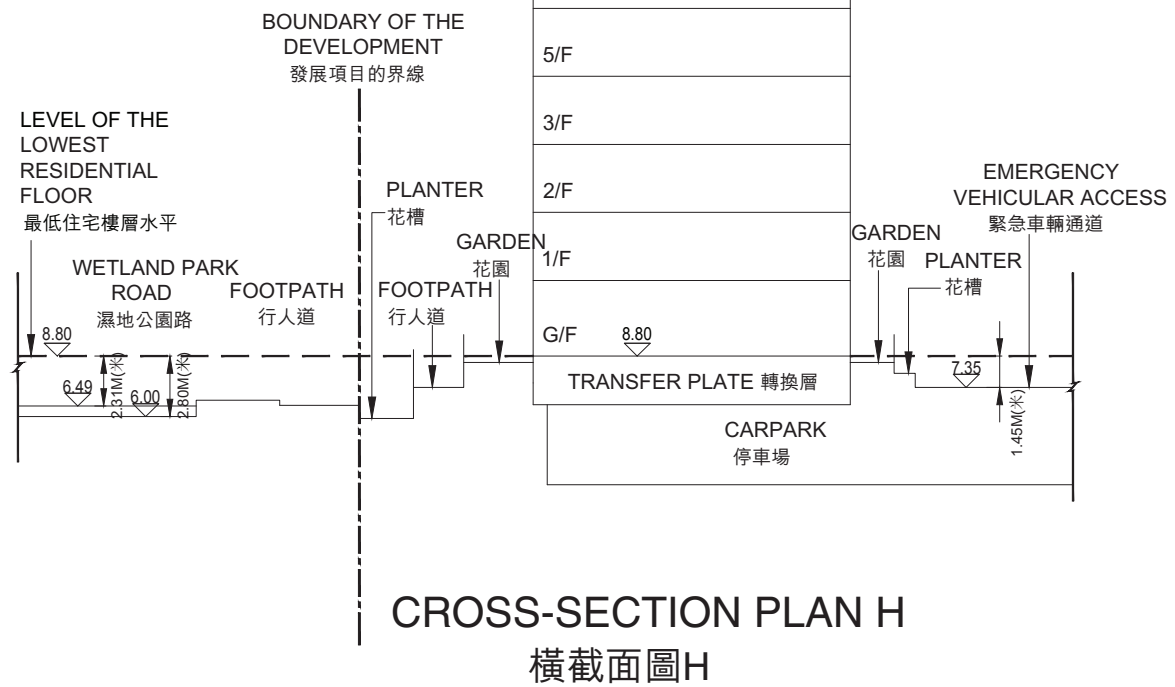 BOUNDARY OF THE
DEVELOPMENT
發展項目的界線
5/F
3/F
2/F
1/F
G/F
LEVEL OF THE
LOWEST
RESIDENTIAL
FLOOR
最低住宅樓層水平
PLANTER
花槽
GARDEN
花園
WETLAND PARK
ROAD
濕地公園路
FOOTPATH
行人道
FOOTPATH
行人道
EMERGENCY
VEHICULAR ACCESS
緊急車輛通道
GARDEN
花園
PLANTER
花槽
8.80
8.80
6.49
6.00
2.31M(米)
2.80M(米)
7.35
1.45M(米)
TRANSFER PLATE 轉換層
CARPARK
停車場
CROSS-SECTION PLAN H
橫截面圖H